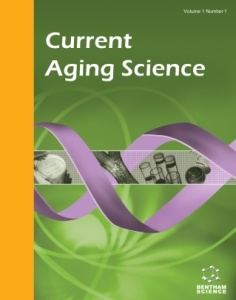 Volume 1 Number 1
Current
Aging Science
BENTHAM
SCIENCE